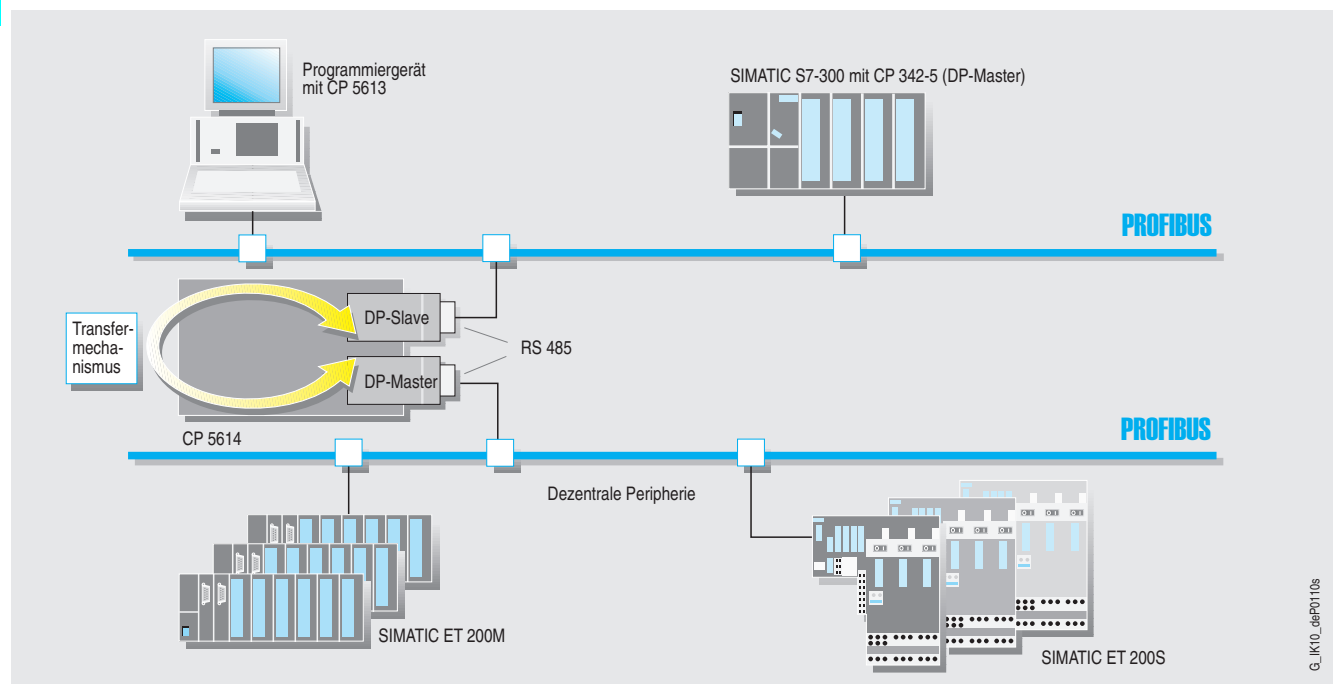 Programmiergerät
mit CP 5613
SIMATIC S7-300 mit CP 342-5 (DP-Master)
PROFIBUS
DP-Slave
Transfer-
mecha-
nismus
RS 485
DP-Master
CP 5614
PROFIBUS
Dezentrale Peripherie
SIMATIC ET 200M
SIMATIC ET 200S
G_IK10_deP0110s